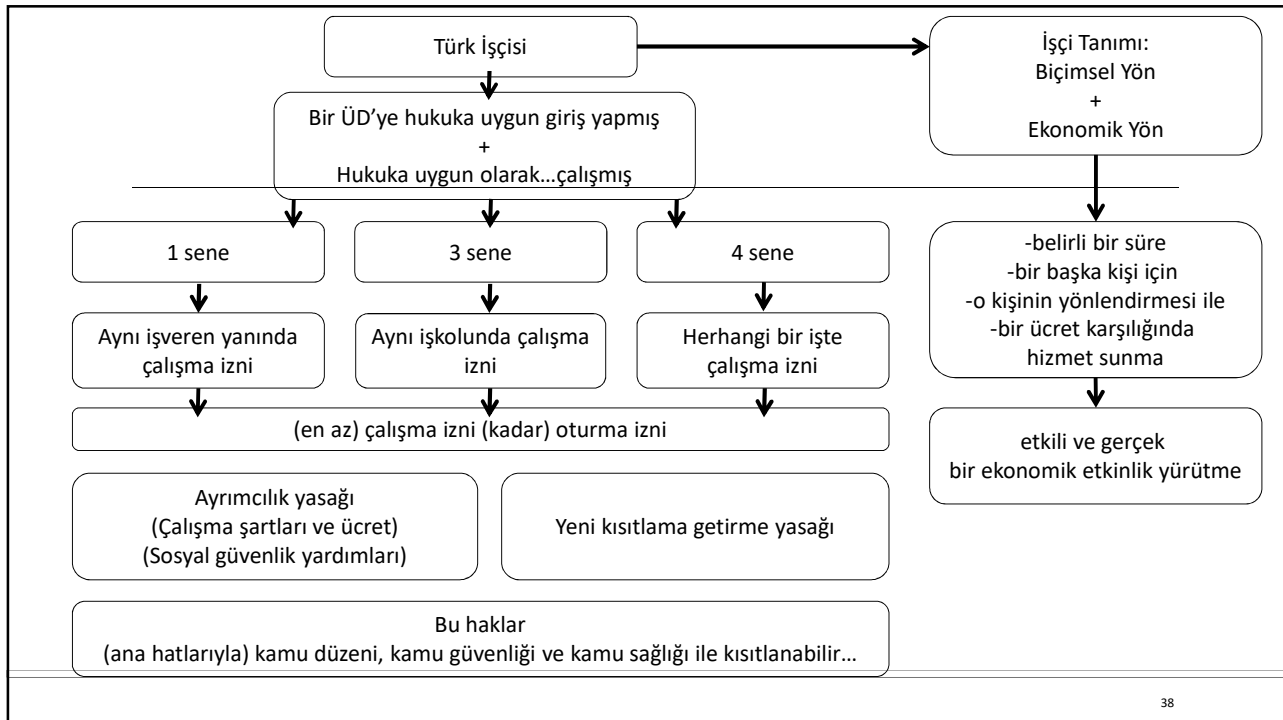 Türk İşçisi
İşçi Tanımı:
Biçimsel Yön
+
Ekonomik Yön
Bir ÜD’ye hukuka uygun giriş yapmış
+
Hukuka uygun olarak…çalışmış
1 sene
3 sene
4 sene
-belirli bir süre
-bir başka kişi için
-o kişinin yönlendirmesi ile
-bir ücret karşılığında
hizmet sunma
Aynı işveren yanında
çalışma izni
Aynı işkolunda çalışma
izni
Herhangi bir işte
çalışma izni
(en az) çalışma izni (kadar) oturma izni
etkili ve gerçek
bir ekonomik etkinlik yürütme
Ayrımcılık yasağı
(Çalışma şartları ve ücret)
(Sosyal güvenlik yardımları)
Yeni kısıtlama getirme yasağı
Bu haklar
(ana hatlarıyla) kamu düzeni, kamu güvenliği ve kamu sağlığı ile kısıtlanabilir…
38